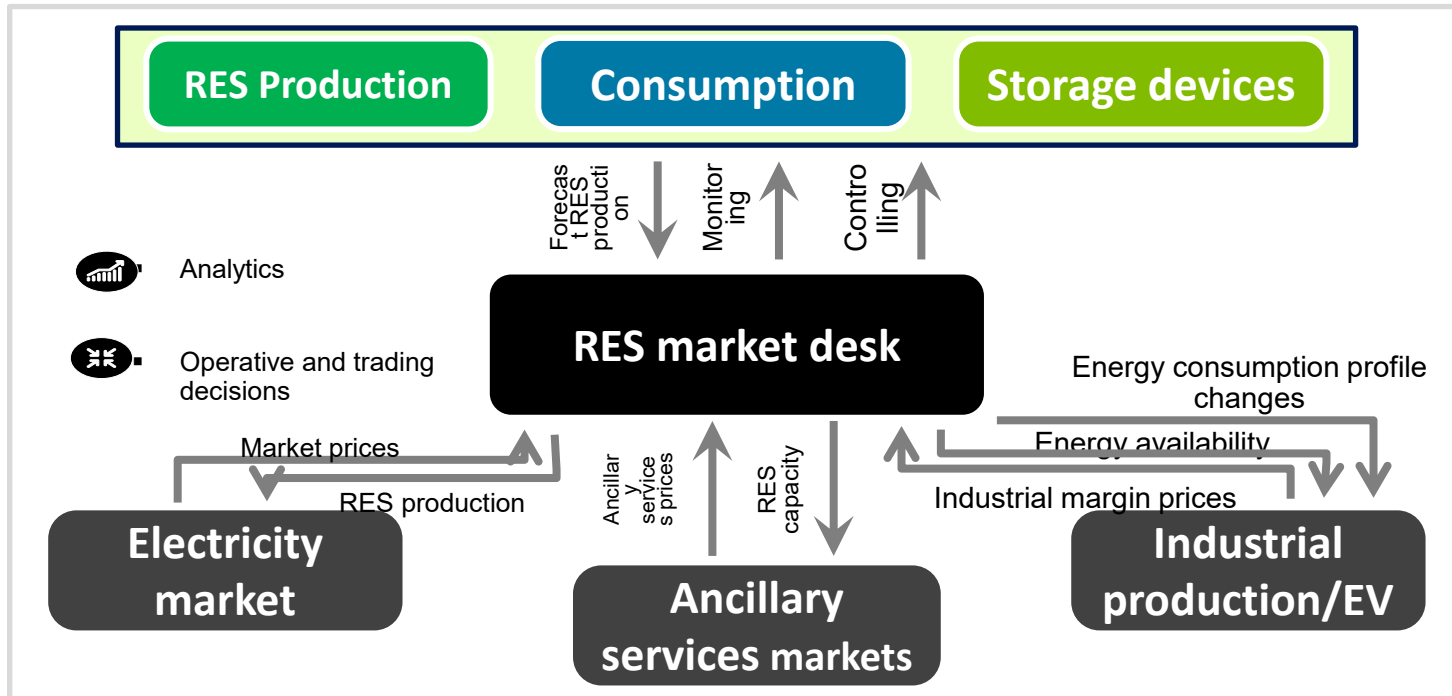 RES Production
Consumption
Storage devices
Forecas
t RES
producti
on
Monitor
ing
Contro
lling
Analytics
RES market desk
Operative and trading
decisions
Energy consumption profile
changes
Market prices
Energy availability
RES production
Ancillar
y
service
s prices
RES
capacity
Industrial margin prices
Electricity
market
Ancillary
services markets
Industrial
production/EV